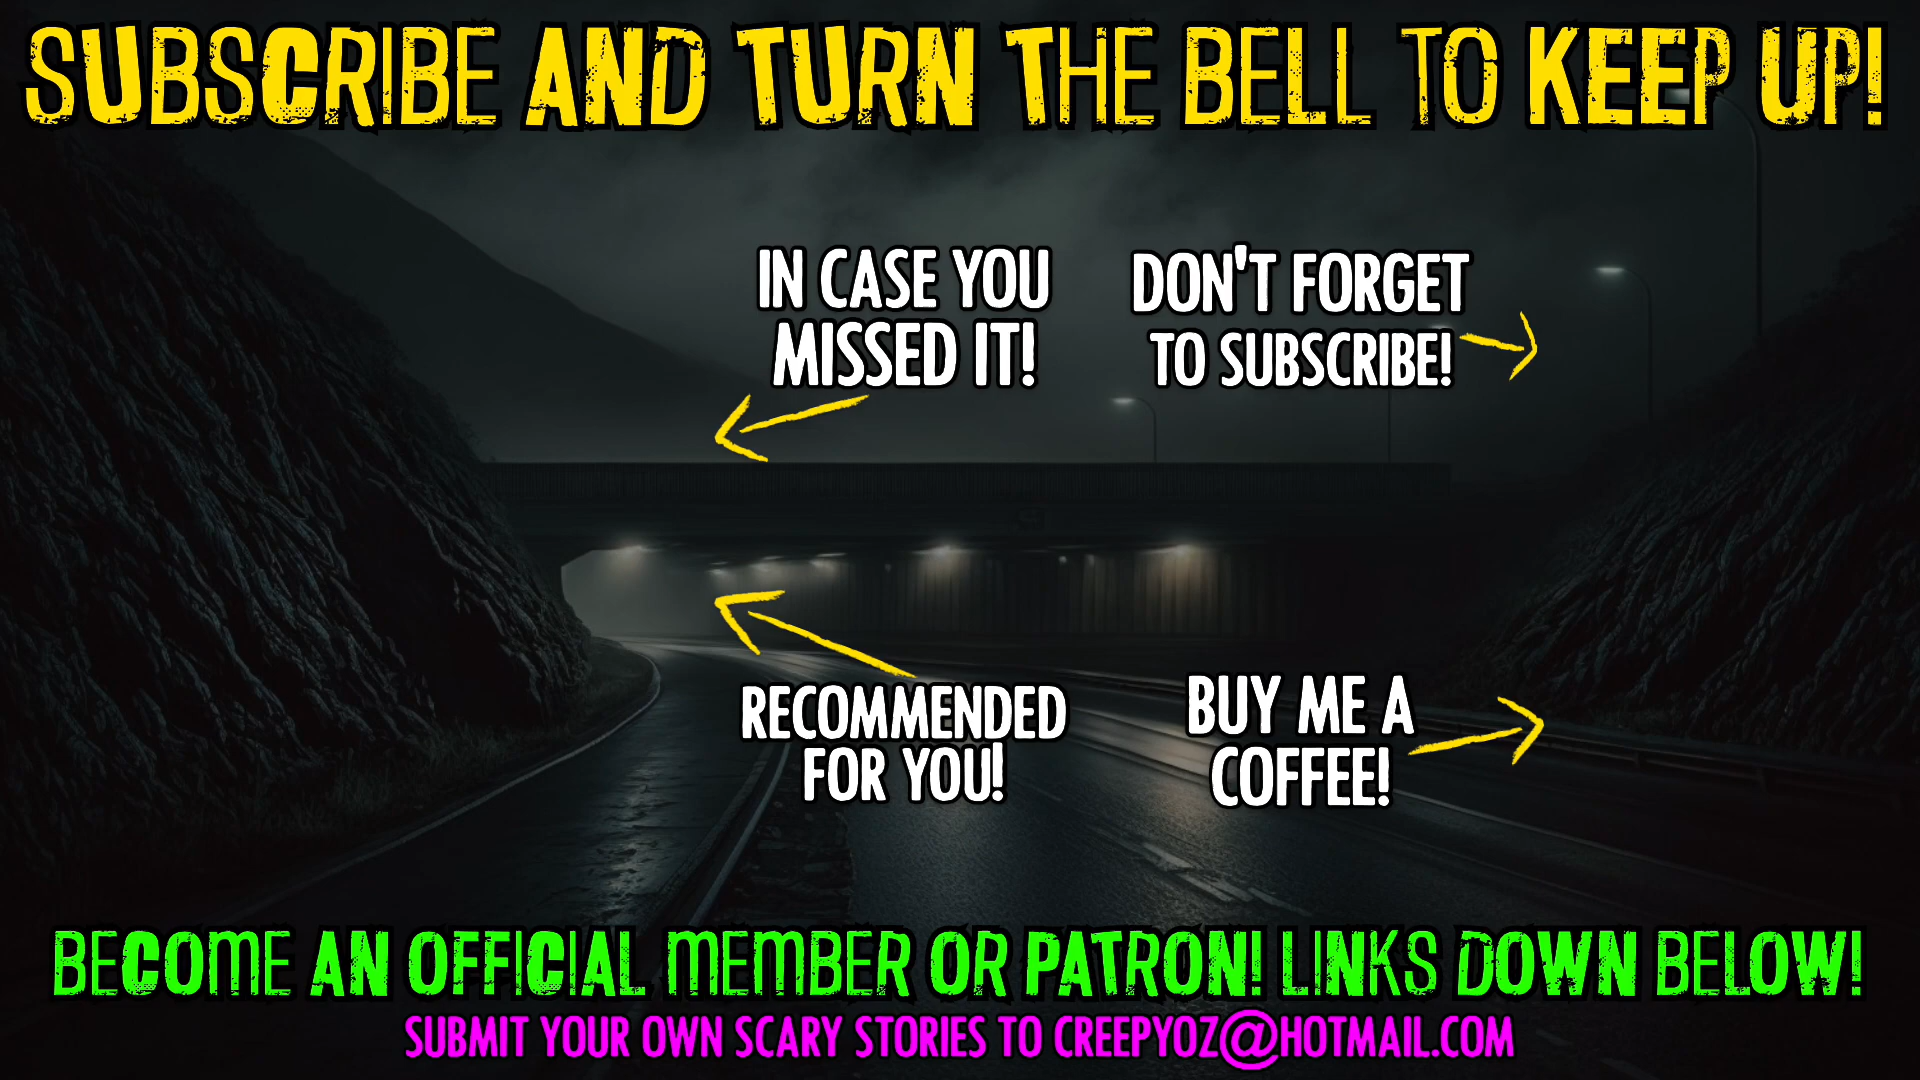 SUBSCRIBE AND TURN THE BELL TO KEEP UP!
IN CASE YOU
MISSED IT!
DON'T FORGET
TO SUBSCRIBE!
RECOMMENDED
FOR YOU!
BUY ME A
COFFEE!
BECOME AN OFFICIAL MEMBER OR PATRON! LINKS DOWN BELOW!
SUBMIT YOUR OWN SCARY STORIES TO CREEPYOZ@HOTMAIL.COM